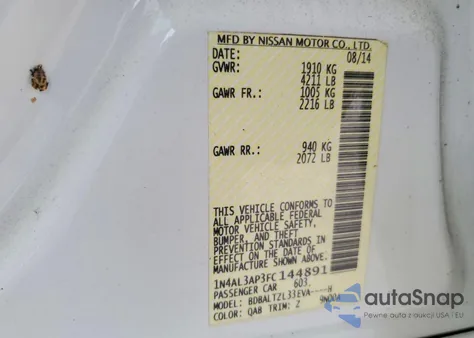 MFD BY NISSAN MOTOR CO., LTD.
DATE: 08/14
GVWR: 1910 KG
4211 LB
GAWR FR.: 1005 KG
2216 LB
GAWR RR.: 940 KG
2072 LB
THIS VEHICLE CONFORMS TO
ALL APPLICABLE FEDERAL
MOTOR VEHICLE SAFETY,
BUMPER, AND THEFT
PREVENTION STANDARDS IN
EFFECT ON THE DATE OF
MANUFACTURE SHOWN ABOVE.
1N4AL3AP3FC144891
PASSENGER CAR 603.
MODEL: BDBALTZL33EVA----H
COLOR: QAB TRIM: Z 9N00A
autoSnap
Pewne auta z aukcji USA i EU